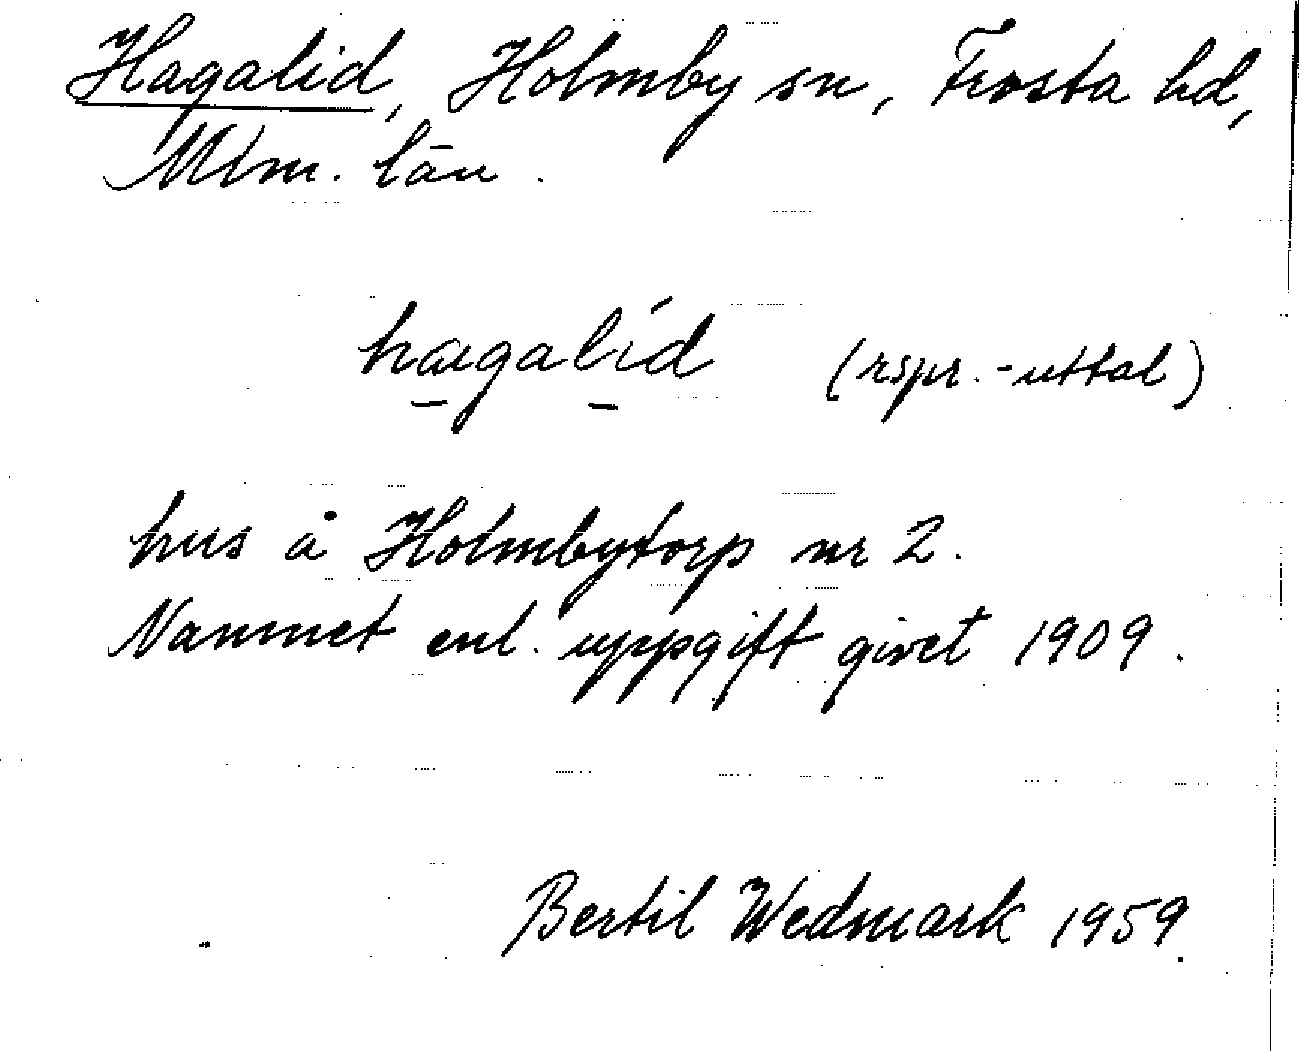 Hagalid, Holmby sn, Frosta hd,
Mlm. län.
hagalid (rspr.-uttal)
hus å Holmbytorp nr 2.
Namnet enl. uppgift givet 1909.
Bertil Wedmark 1959.